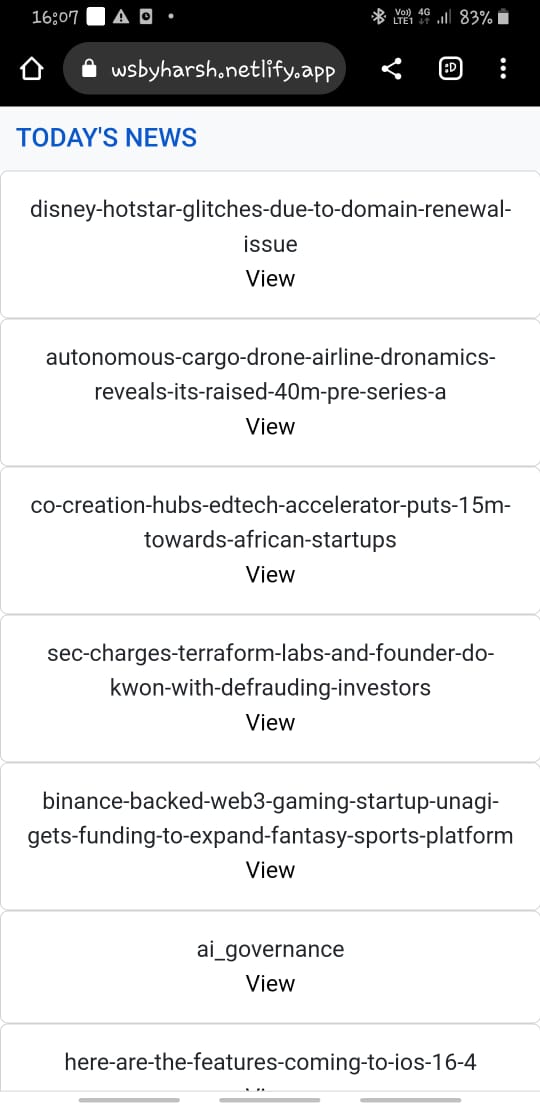 16:07 Vo)) LTE1 4G 83%
wsbyharsh.netlify.app :D
TODAY'S NEWS
disney-hotstar-glitches-due-to-domain-renewal-
issue
View
autonomous-cargo-drone-airline-dronamics-
reveals-its-raised-40m-pre-series-a
View
co-creation-hubs-edtech-accelerator-puts-15m-
towards-african-startups
View
sec-charges-terraform-labs-and-founder-do-
kwon-with-defrauding-investors
View
binance-backed-web3-gaming-startup-unagi-
gets-funding-to-expand-fantasy-sports-platform
View
ai_governance
View
here-are-the-features-coming-to-ios-16-4